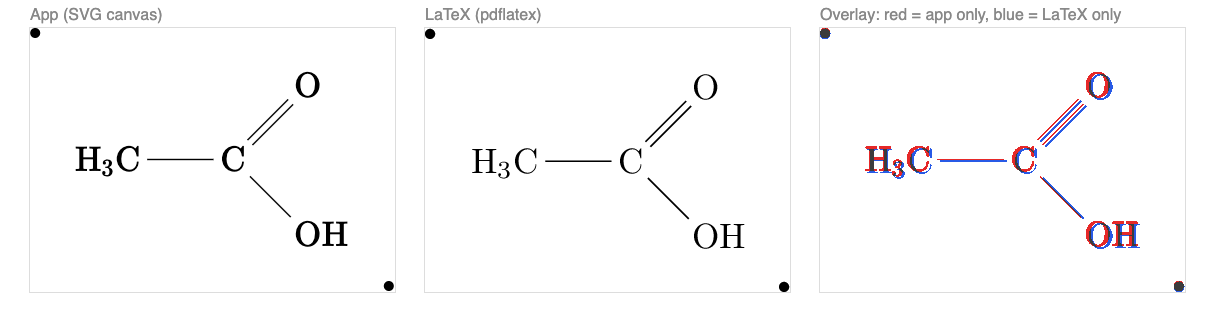 App (SVG canvas)
LaTeX (pdflatex)
Overlay: red = app only, blue = LaTeX only
O
H₃C
C
OH
O
H₃C
C
OH
O
H₃C
C
OH